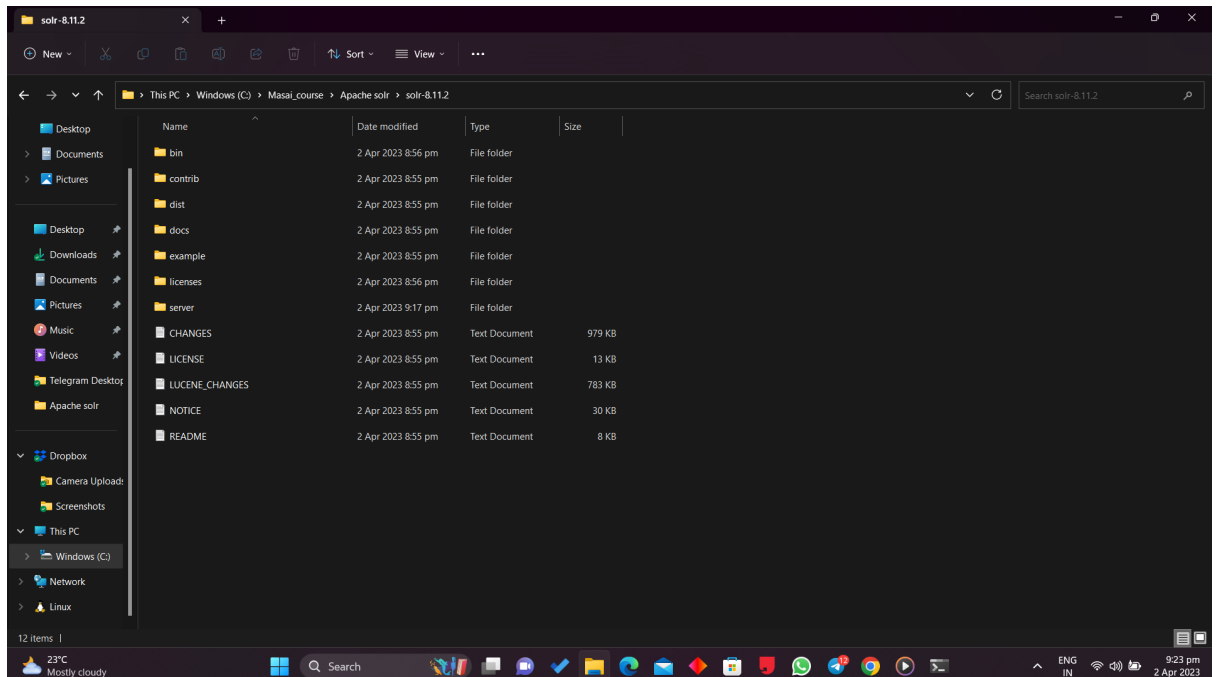 solr-8.11.2
New
Sort
View
This PC > Windows (C:) > Masai_course > Apache solr > solr-8.11.2
Search solr-8.11.2
Desktop
Documents
Pictures
Desktop
Downloads
Documents
Pictures
Music
Videos
Telegram Desktop
Apache solr
Dropbox
Camera Uploads
Screenshots
This PC
Windows (C:)
Network
Linux
Name Date modified Type Size
bin 2 Apr 2023 8:56 pm File folder
contrib 2 Apr 2023 8:55 pm File folder
dist 2 Apr 2023 8:55 pm File folder
docs 2 Apr 2023 8:55 pm File folder
example 2 Apr 2023 8:55 pm File folder
licenses 2 Apr 2023 8:56 pm File folder
server 2 Apr 2023 9:17 pm File folder
CHANGES 2 Apr 2023 8:55 pm Text Document 979 KB
LICENSE 2 Apr 2023 8:55 pm Text Document 13 KB
LUCENE_CHANGES 2 Apr 2023 8:55 pm Text Document 783 KB
NOTICE 2 Apr 2023 8:55 pm Text Document 30 KB
README 2 Apr 2023 8:55 pm Text Document 8 KB
12 items
23°C
Mostly cloudy
Search
12
ENG
IN
9:23 pm
2 Apr 2023